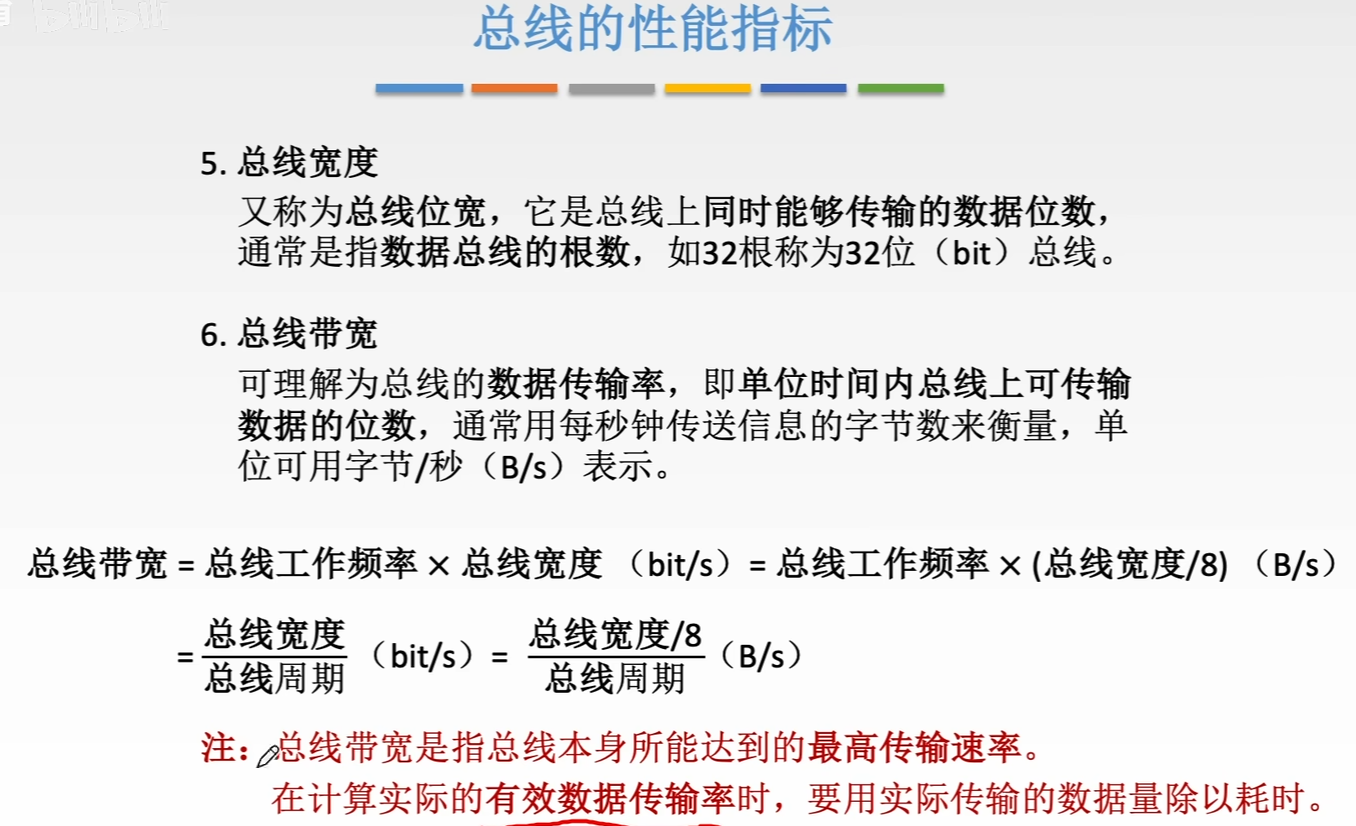 总线的性能指标
5. 总线宽度
又称为总线位宽，它是总线上同时能够传输的数据位数，
通常是指数据总线的根数，如32根称为32位（bit）总线。
6. 总线带宽
可理解为总线的数据传输率，即单位时间内总线上可传输
数据的位数，通常用每秒钟传送信息的字节数来衡量，单
位可用字节/秒（B/s）表示。
总线带宽 = 总线工作频率 × 总线宽度 （bit/s）= 总线工作频率 × (总线宽度/8) （B/s）
= 总线宽度/总线周期 （bit/s）= 总线宽度/8/总线周期 （B/s）
注：总线带宽是指总线本身所能达到的最高传输速率。
在计算实际的有效数据传输率时，要用实际传输的数据量除以耗时。